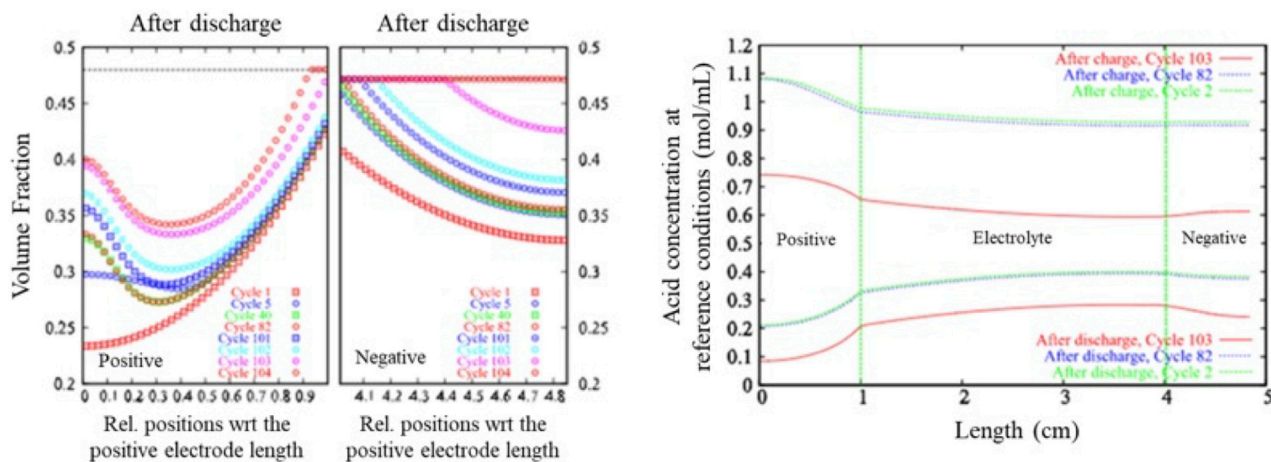 After discharge
After discharge
0.5
0.45
0.4
0.35
0.3
0.25
0.2
Volume Fraction
Cycle 1
Cycle 5
Cycle 40
Cycle 82
Cycle 101
Cycle 102
Cycle 103
Cycle 104
Positive
0 0.1 0.2 0.3 0.4 0.5 0.6 0.7 0.8 0.9
Rel. positions wrt the
positive electrode length
0.5
0.45
0.4
0.35
0.3
0.25
0.2
Cycle 1
Cycle 5
Cycle 40
Cycle 82
Cycle 101
Cycle 102
Cycle 103
Cycle 104
Negative
4.1 4.2 4.3 4.4 4.5 4.6 4.7 4.8
Rel. positions wrt the
positive electrode length
Acid concentration at
reference conditions (mol/mL)
1.2
1.1
1
0.9
0.8
0.7
0.6
0.5
0.4
0.3
0.2
0.1
0
After charge, Cycle 103
After charge, Cycle 82
After charge, Cycle 2
Positive
Electrolyte
Negative
After discharge, Cycle 103
After discharge, Cycle 82
After discharge, Cycle 2
0 1 2 3 4 5
Length (cm)